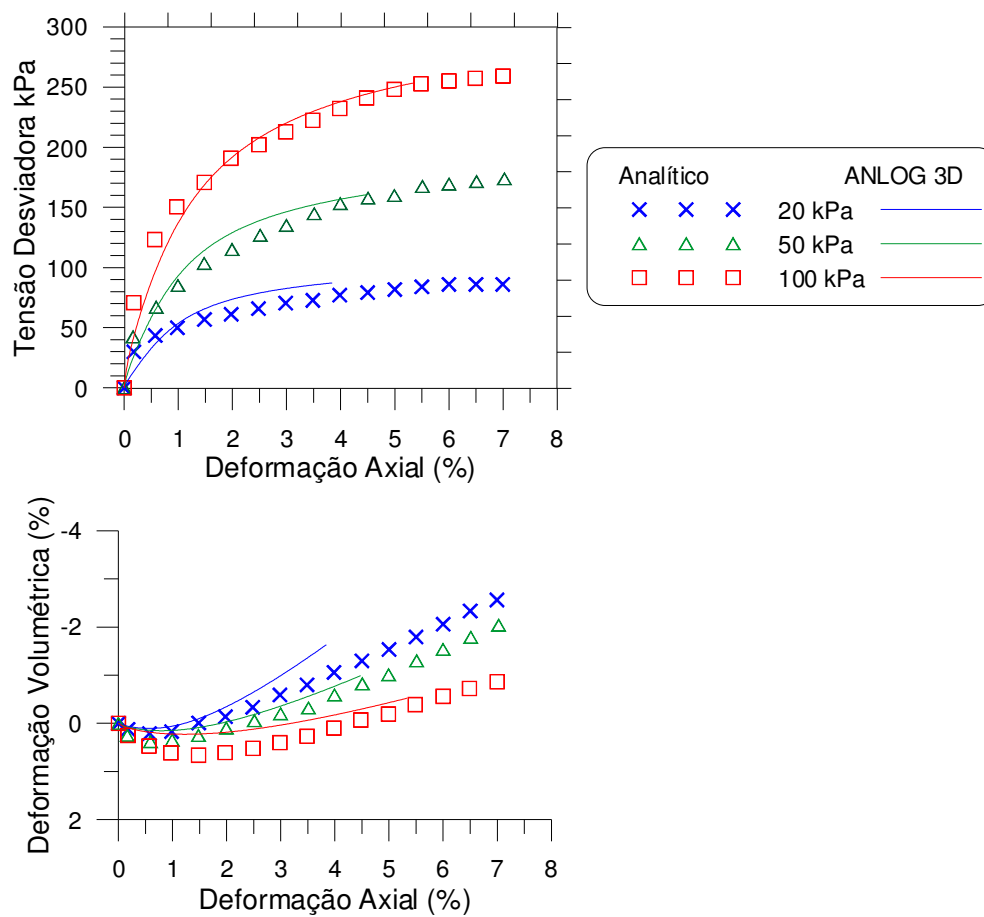 300
250
200
150
100
50
0
Tensão Desviadora kPa
0 1 2 3 4 5 6 7 8
Deformação Axial (%)
Analítico ANLOG 3D
20 kPa
50 kPa
100 kPa
-4
-2
0
2
Deformação Volumétrica (%)
0 1 2 3 4 5 6 7 8
Deformação Axial (%)